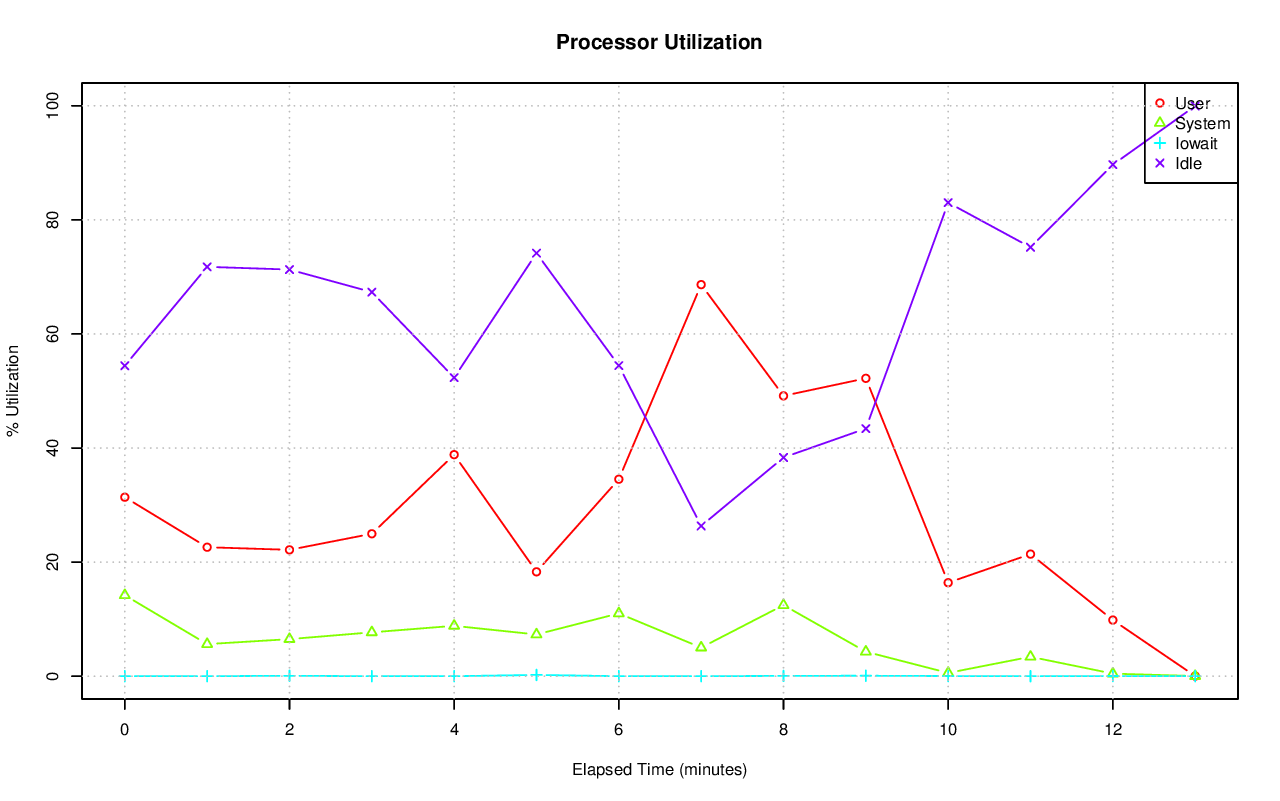 Processor Utilization
100
80
60
40
20
0
% Utilization
User
System
Iowait
Idle
0 2 4 6 8 10 12
Elapsed Time (minutes)